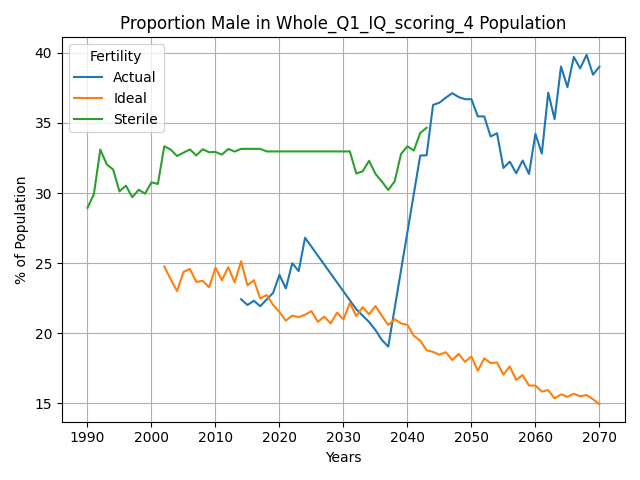 Proportion Male in Whole_Q1_IQ_scoring_4 Population
Fertility
Actual
Ideal
Sterile
% of Population
40
35
30
25
20
15
1990 2000 2010 2020 2030 2040 2050 2060 2070
Years